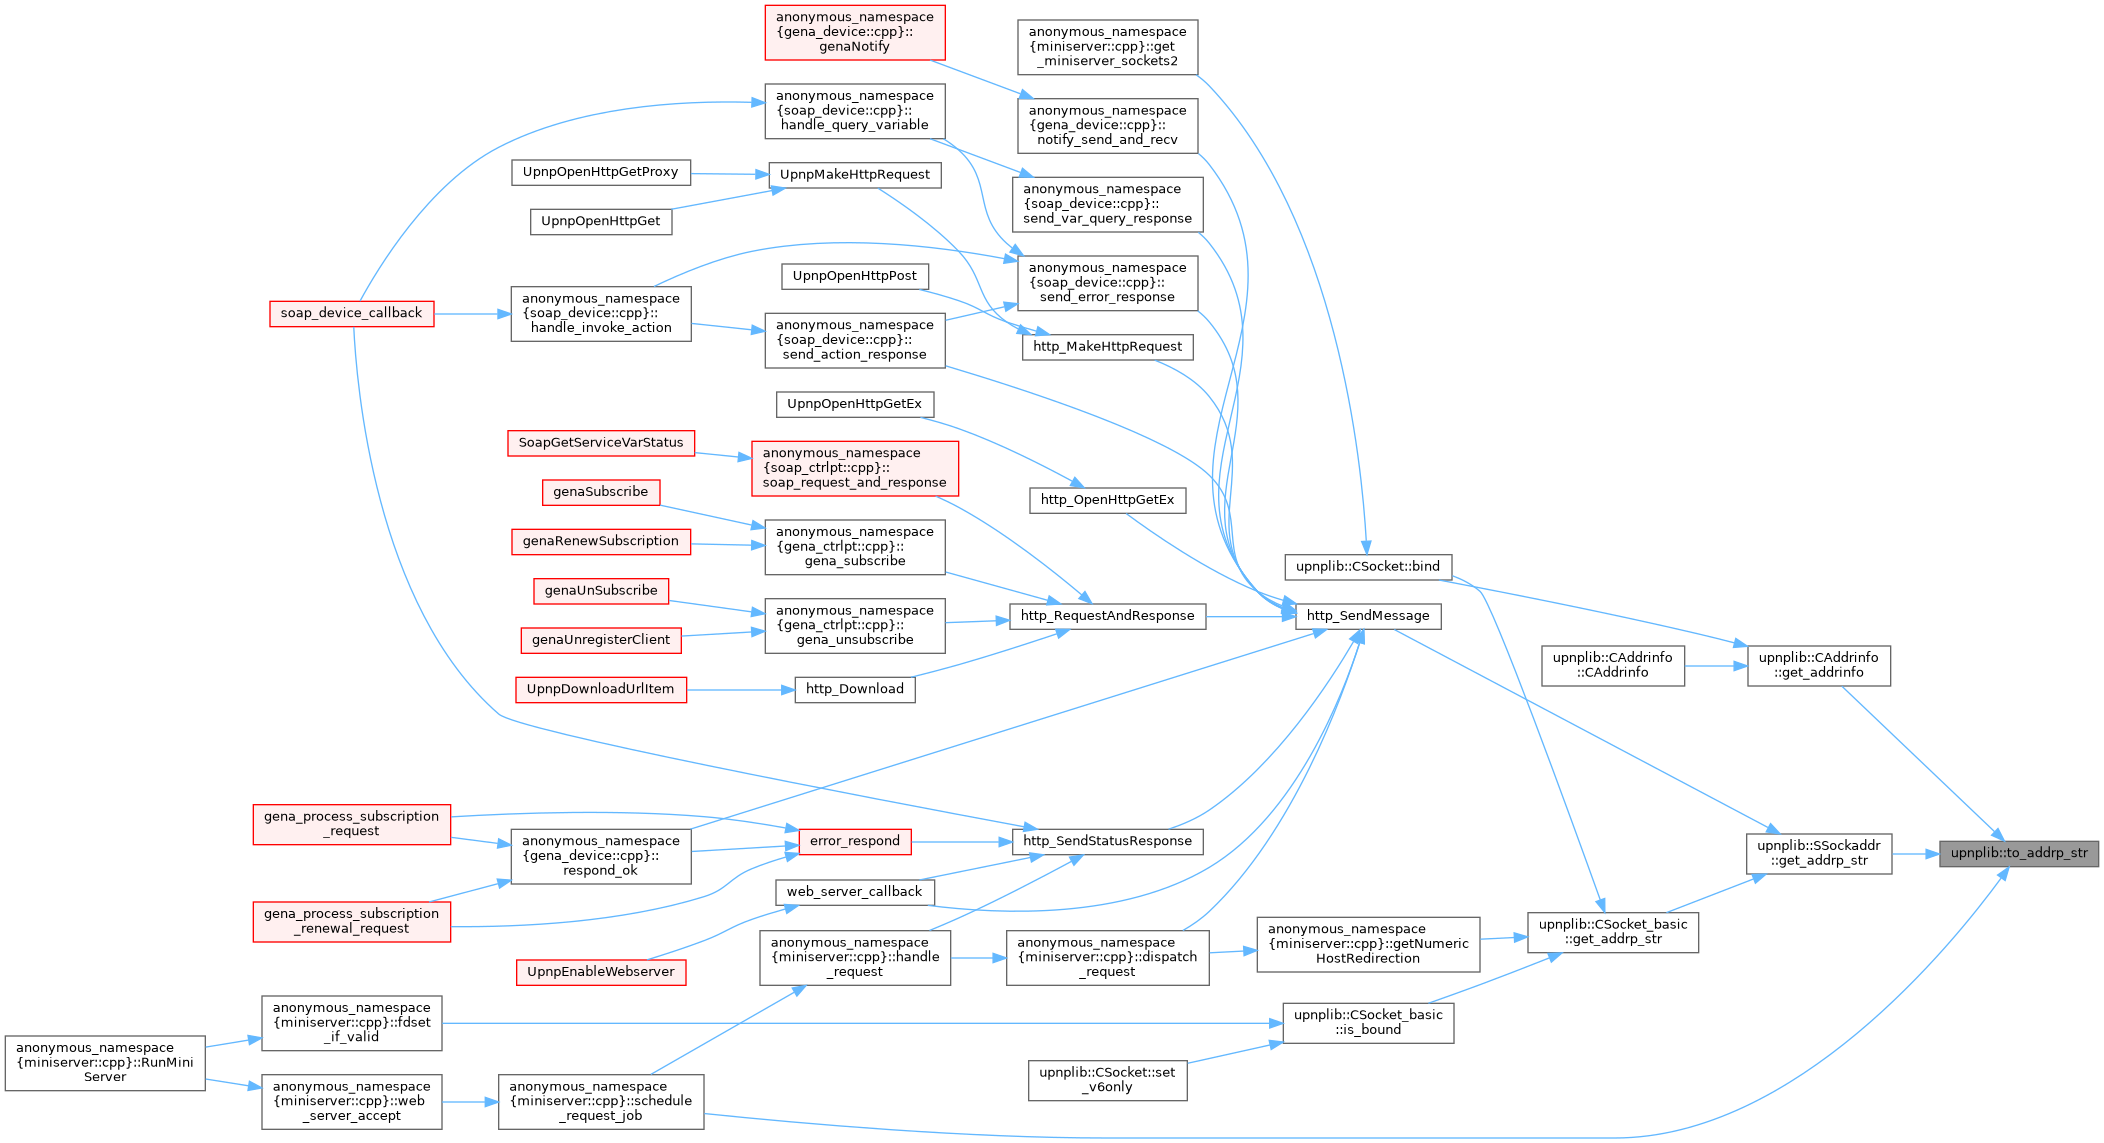 anonymous_namespace
{gena_device::cpp}::
genaNotify
anonymous_namespace
{miniserver::cpp}::get
_miniserver_sockets2
anonymous_namespace
{soap_device::cpp}::
handle_query_variable
anonymous_namespace
{gena_device::cpp}::
notify_send_and_recv
UpnpOpenHttpGetProxy
UpnpMakeHttpRequest
anonymous_namespace
{soap_device::cpp}::
send_var_query_response
UpnpOpenHttpGet
UpnpOpenHttpPost
anonymous_namespace
{soap_device::cpp}::
send_error_response
soap_device_callback
anonymous_namespace
{soap_device::cpp}::
handle_invoke_action
anonymous_namespace
{soap_device::cpp}::
send_action_response
http_MakeHttpRequest
UpnpOpenHttpGetEx
SoapGetServiceVarStatus
anonymous_namespace
{soap_ctrlpt::cpp}::
soap_request_and_response
genaSubscribe
http_OpenHttpGetEx
genaRenewSubscription
anonymous_namespace
{gena_ctrlpt::cpp}::
gena_subscribe
upnplib::CSocket::bind
genaUnSubscribe
genaUnregisterClient
anonymous_namespace
{gena_ctrlpt::cpp}::
gena_unsubscribe
http_RequestAndResponse
http_SendMessage
upnplib::CAddrinfo
::CAddrinfo
upnplib::CAddrinfo
::get_addrinfo
UpnpDownloadUrlItem
http_Download
gena_process_subscription
_request
anonymous_namespace
{gena_device::cpp}::
respond_ok
error_respond
http_SendStatusResponse
upnplib::SSockaddr
::get_addrp_str
upnplib::to_addrp_str
web_server_callback
gena_process_subscription
_renewal_request
upnplib::CSocket_basic
::get_addrp_str
UpnpEnableWebserver
anonymous_namespace
{miniserver::cpp}::handle
_request
anonymous_namespace
{miniserver::cpp}::dispatch
_request
anonymous_namespace
{miniserver::cpp}::getNumeric
HostRedirection
anonymous_namespace
{miniserver::cpp}::fdset
_if_valid
upnplib::CSocket_basic
::is_bound
anonymous_namespace
{miniserver::cpp}::RunMini
Server
upnplib::CSocket::set
_v6only
anonymous_namespace
{miniserver::cpp}::web
_server_accept
anonymous_namespace
{miniserver::cpp}::schedule
_request_job